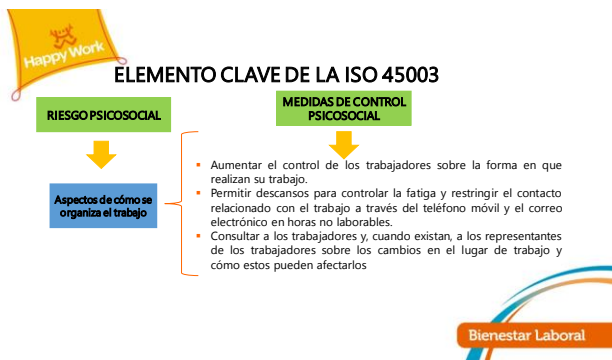 Happy Work
ELEMENTO CLAVE DE LA ISO 45003
RIESGO PSICOSOCIAL
MEDIDAS DE CONTROL
PSICOSOCIAL
Aspectos de cómo se
organiza el trabajo
▪ Aumentar el control de los trabajadores sobre la forma en que
realizan su trabajo.
▪ Permitir descansos para controlar la fatiga y restringir el contacto
relacionado con el trabajo a través del teléfono móvil y el correo
electrónico en horas no laborables.
▪ Consultar a los trabajadores y, cuando existan, a los representantes
de los trabajadores sobre los cambios en el lugar de trabajo y
cómo estos pueden afectarlos
Bienestar Laboral